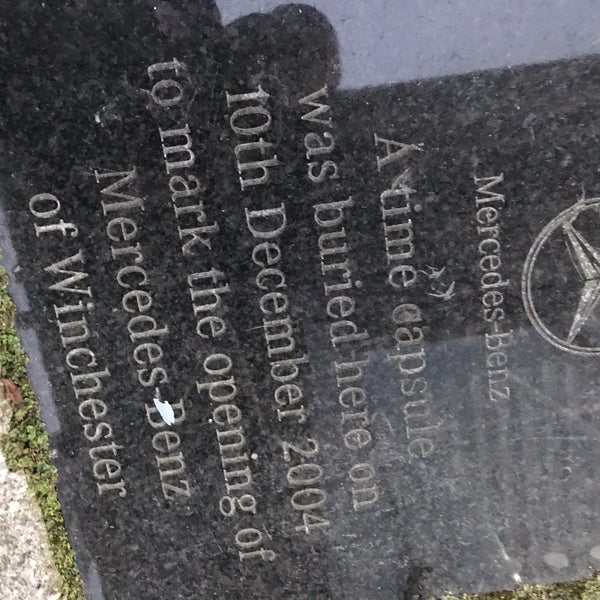 Mercedes-Benz
A time capsule
was buried here on
10th December 2004
to mark the opening of
Mercedes-Benz
of Winchester